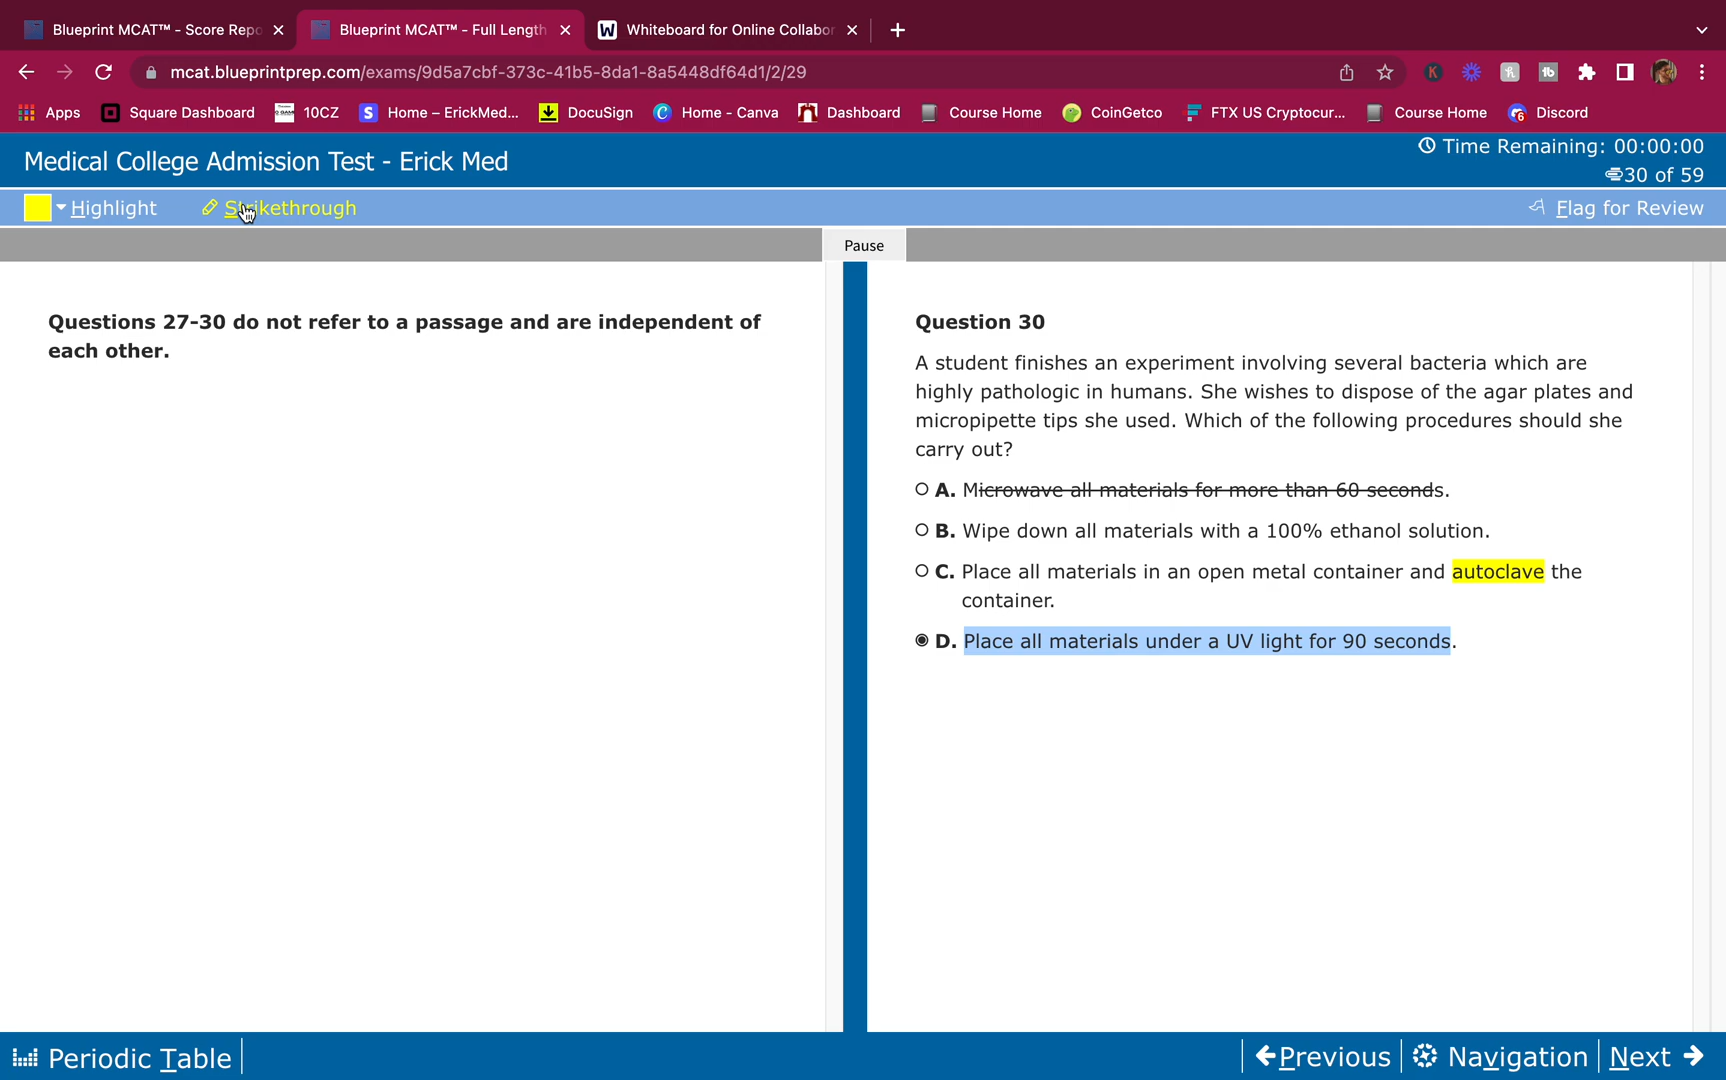 Blueprint MCAT™ - Score Repo
Blueprint MCAT™ - Full Length
W Whiteboard for Online Collabor
mcat.blueprintprep.com/exams/9d5a7cbf-373c-41b5-8da1-8a5448df64d1/2/29
Apps Square Dashboard 10CZ Home – ErickMed... DocuSign Home - Canva Dashboard Course Home CoinGetco FTX US Cryptocur... Course Home Discord
Medical College Admission Test - Erick Med
Time Remaining: 00:00:00
30 of 59
Highlight Strikethrough
Flag for Review
Pause
Questions 27-30 do not refer to a passage and are independent of
each other.
Question 30
A student finishes an experiment involving several bacteria which are
highly pathologic in humans. She wishes to dispose of the agar plates and
micropipette tips she used. Which of the following procedures should she
carry out?
A. Microwave all materials for more than 60 seconds.
B. Wipe down all materials with a 100% ethanol solution.
C. Place all materials in an open metal container and autoclave the
container.
D. Place all materials under a UV light for 90 seconds.
Periodic Table
Previous Navigation Next